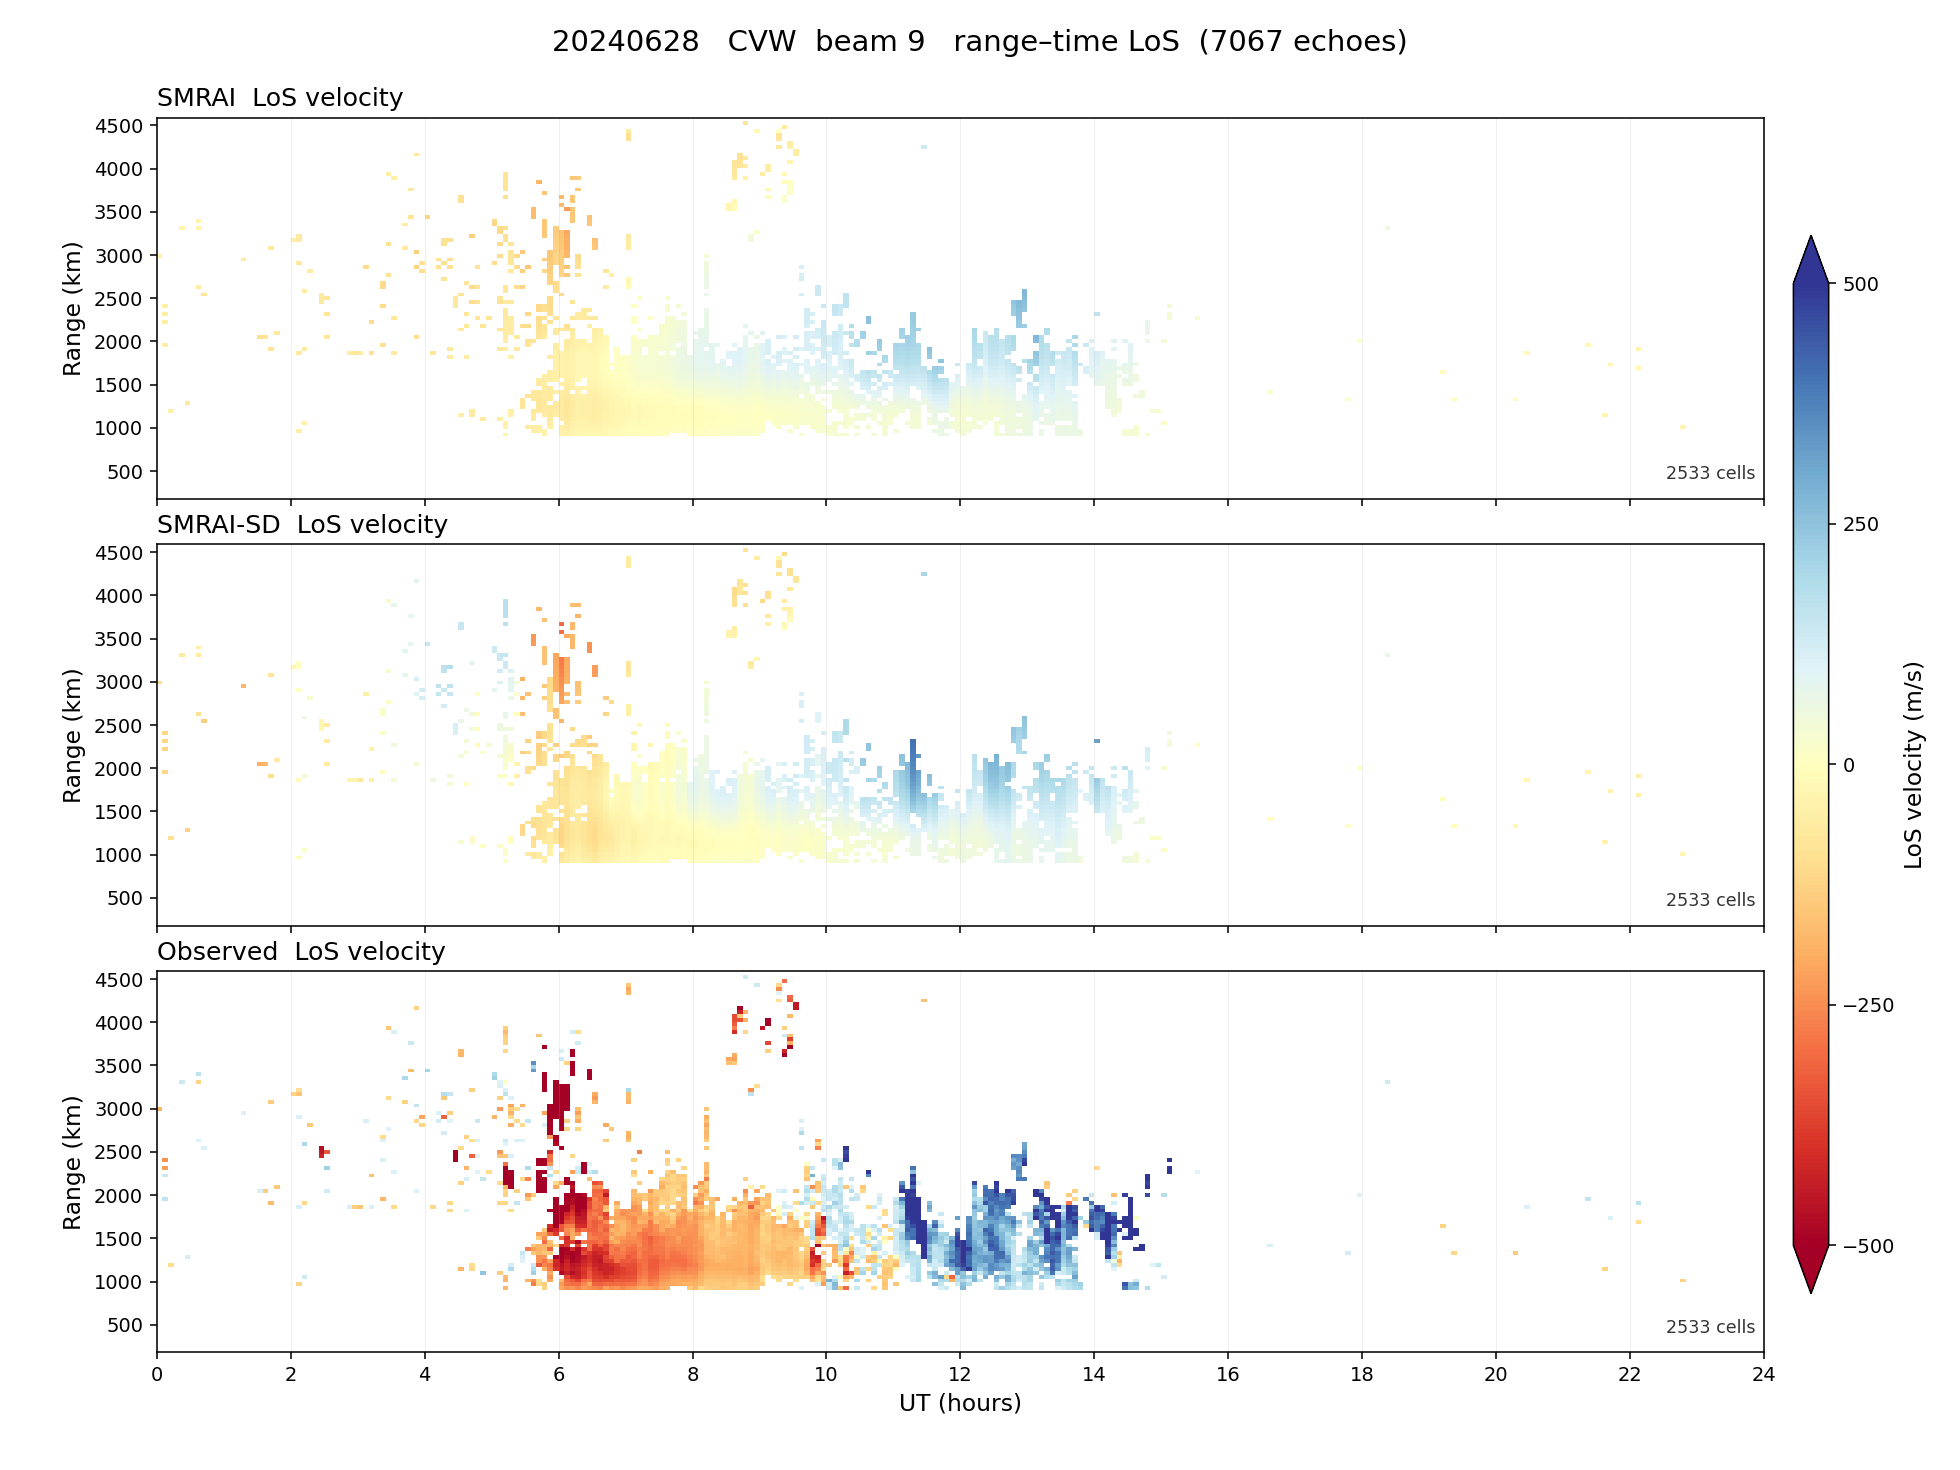 20240628   CVW  beam 9   range–time LoS  (7067 echoes)
SMRAI  LoS velocity
4500
4000
3500
3000
2500
2000
1500
1000
500
Range (km)
2533 cells
SMRAI-SD  LoS velocity
4500
4000
3500
3000
2500
2000
1500
1000
500
Range (km)
2533 cells
Observed  LoS velocity
4500
4000
3500
3000
2500
2000
1500
1000
500
Range (km)
2533 cells
0 2 4 6 8 10 12 14 16 18 20 22 24
UT (hours)
500
250
0
−250
−500
LoS velocity (m/s)